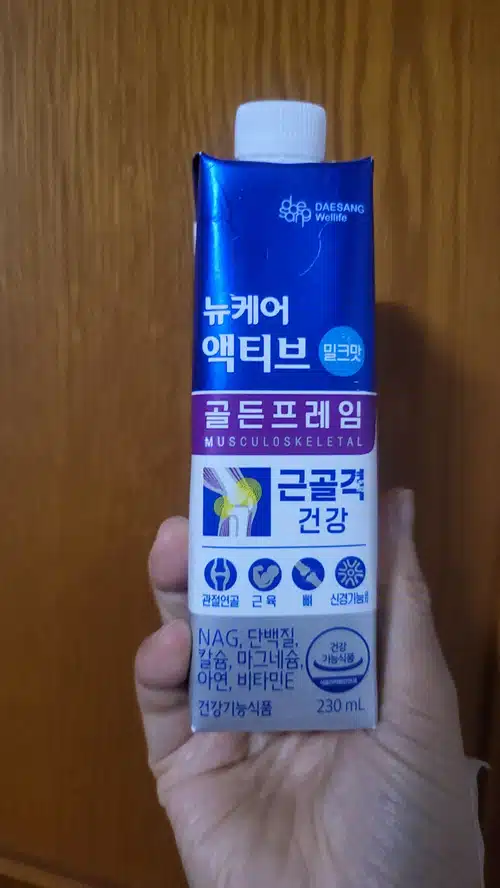 DAESANG
Wellife
뉴케어
액티브
밀크맛
골든프레임
MUSCULOSKELETAL
근골격
건강
관절연골
근육
뼈
신경기능
NAG, 단백질,
칼슘, 마그네슘,
아연, 비타민E
건강
기능식품
건강기능식품
230 mL